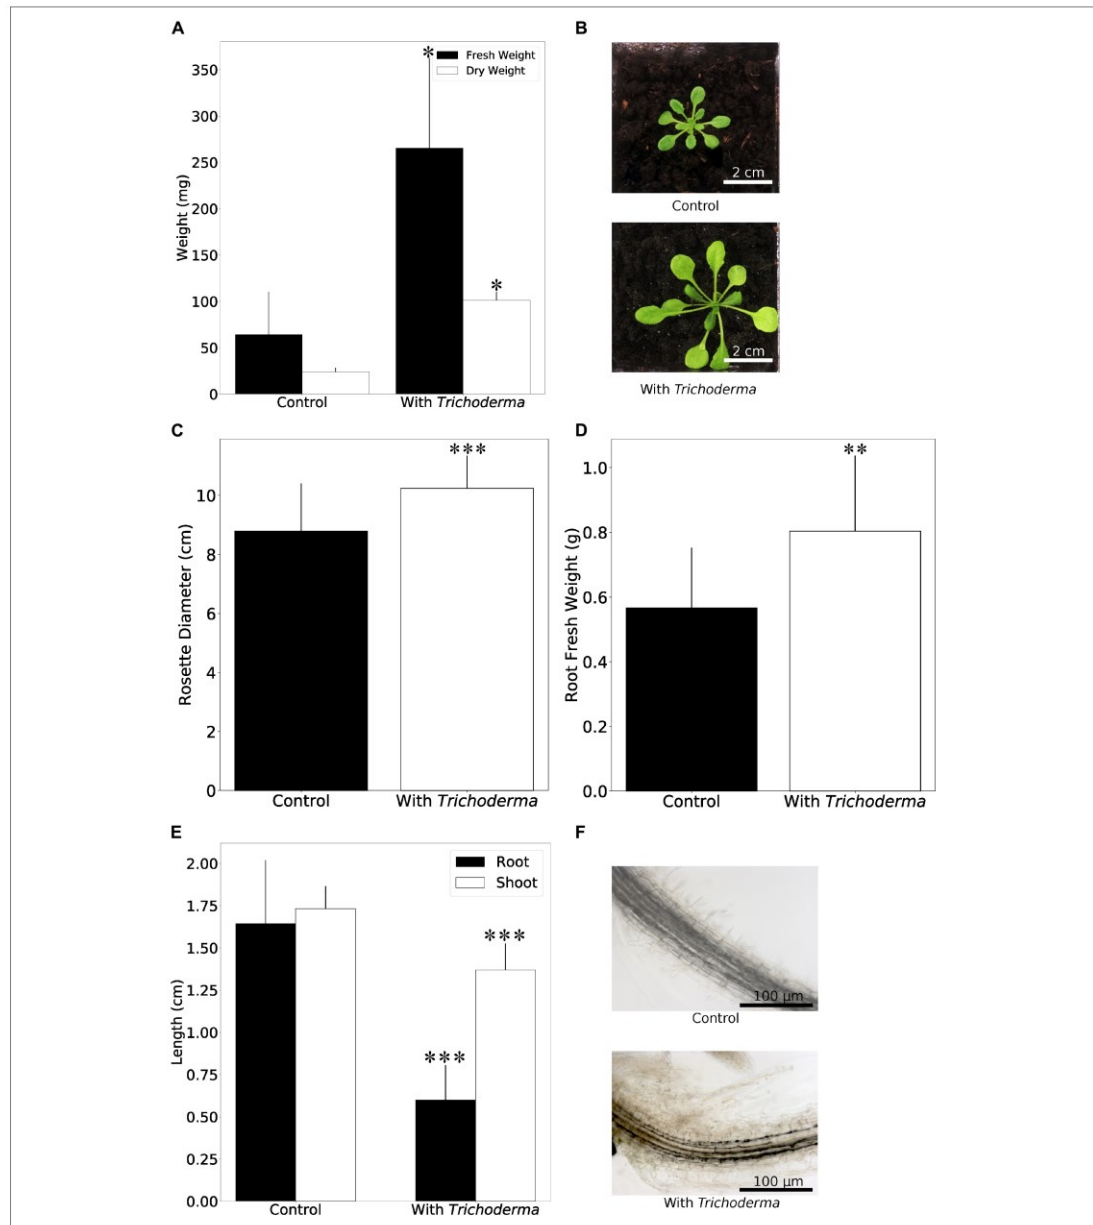 A
Weight (mg)
350
300
250
200
150
100
50
0
*
*
Fresh Weight
Dry Weight
Control
With Trichoderma
B
2 cm
Control
2 cm
With Trichoderma
C
Rosette Diameter (cm)
10
8
6
4
2
0
***
Control
With Trichoderma
D
Root Fresh Weight (g)
1.0
0.8
0.6
0.4
0.2
0.0
**
Control
With Trichoderma
E
Length (cm)
2.00
1.75
1.50
1.25
1.00
0.75
0.50
0.25
0.00
Root
Shoot
***
***
Control
With Trichoderma
F
100 µm
Control
100 µm
With Trichoderma